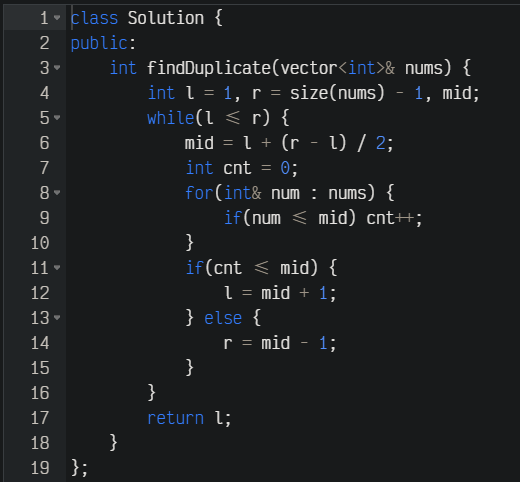 1 class Solution {
2 public:
3     int findDuplicate(vector<int>& nums) {
4         int l = 1, r = size(nums) - 1, mid;
5         while(l ≤ r) {
6             mid = l + (r - l) / 2;
7             int cnt = 0;
8             for(int& num : nums) {
9                 if(num ≤ mid) cnt++;
10             }
11             if(cnt ≤ mid) {
12                 l = mid + 1;
13             } else {
14                 r = mid - 1;
15             }
16         }
17         return l;
18     }
19 };